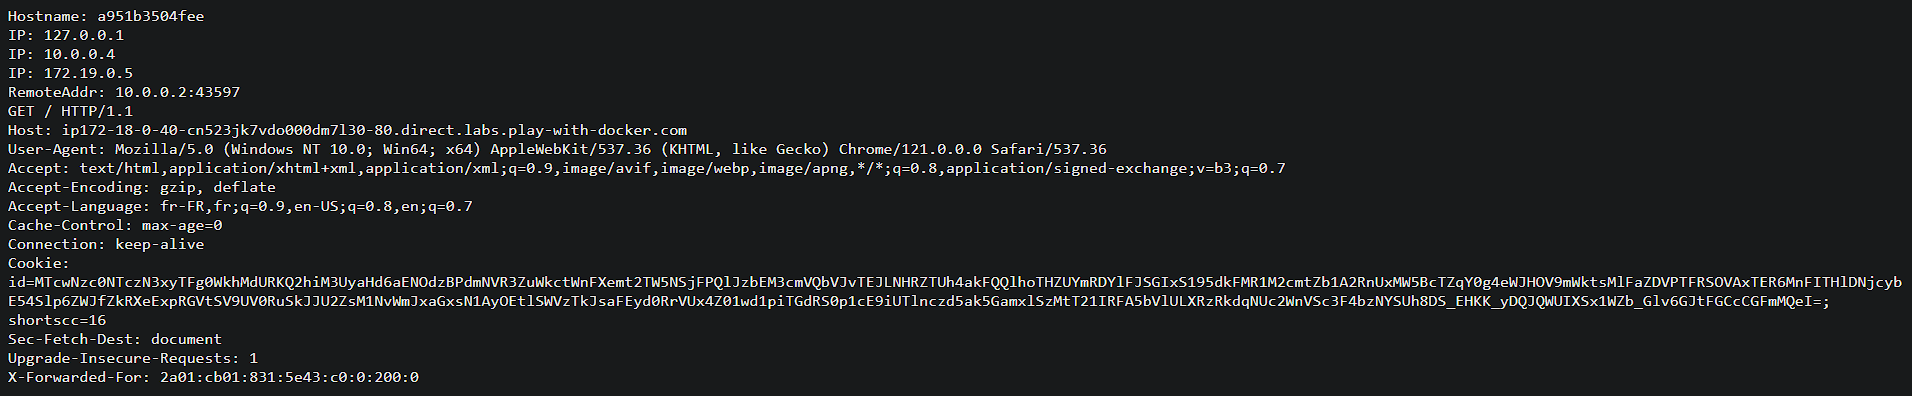 Hostname: a951b3504fee
IP: 127.0.0.1
IP: 10.0.0.4
IP: 172.19.0.5
RemoteAddr: 10.0.0.2:43597
GET / HTTP/1.1
Host: ip172-18-0-40-cn523jk7vdo000dm7l30-80.direct.labs.play-with-docker.com
User-Agent: Mozilla/5.0 (Windows NT 10.0; Win64; x64) AppleWebKit/537.36 (KHTML, like Gecko) Chrome/121.0.0.0 Safari/537.36
Accept: text/html,application/xhtml+xml,application/xml;q=0.9,image/avif,image/webp,image/apng,*/*;q=0.8,application/signed-exchange;v=b3;q=0.7
Accept-Encoding: gzip, deflate
Accept-Language: fr-FR,fr;q=0.9,en-US;q=0.8,en;q=0.7
Cache-Control: max-age=0
Connection: keep-alive
Cookie:
shortscc=16
Sec-Fetch-Dest: document
Upgrade-Insecure-Requests: 1
X-Forwarded-For: 2a01:cb01:831:5e43:c0:0:200:0